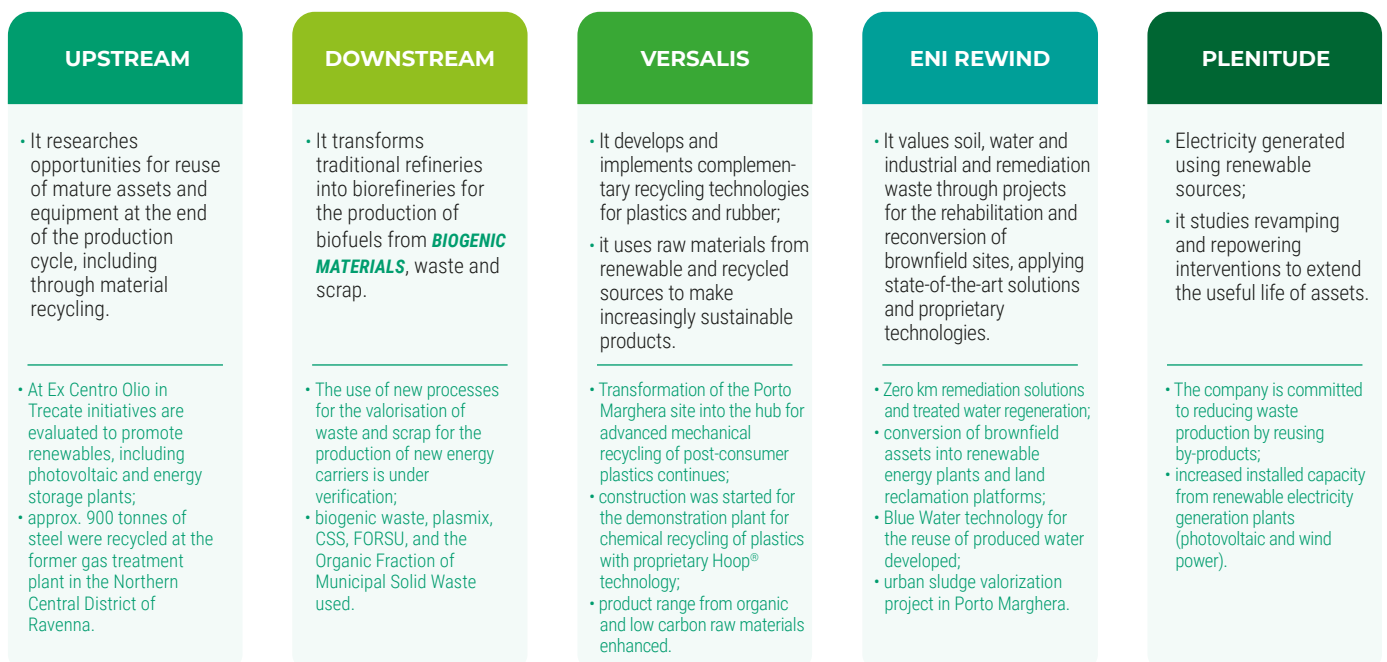 UPSTREAM
• It researches
opportunities for reuse
of mature assets and
equipment at the end
of the production
cycle, including
through material
recycling.
• At Ex Centro Olio in
Trecate initiatives are
evaluated to promote
renewables, including
photovoltaic and energy
storage plants;
• approx. 900 tonnes of
steel were recycled at the
former gas treatment
plant in the Northern
Central District of
Ravenna.
DOWNSTREAM
• It transforms
traditional refineries
into biorefineries for
the production of
biofuels from BIOGENIC
MATERIALS, waste and
scrap.
• The use of new processes
for the valorisation of
waste and scrap for the
production of new energy
carriers is under
verification;
• biogenic waste, plasmix,
CSS, FORSU, and the
Organic Fraction of
Municipal Solid Waste
used.
VERSALIS
• It develops and
implements complemen-
tary recycling technologies
for plastics and rubber;
• it uses raw materials from
renewable and recycled
sources to make
increasingly sustainable
products.
• Transformation of the Porto
Marghera site into the hub for
advanced mechanical
recycling of post-consumer
plastics continues;
• construction was started for
the demonstration plant for
chemical recycling of plastics
with proprietary Hoop®
technology;
• product range from organic
and low carbon raw materials
enhanced.
ENI REWIND
• It values soil, water and
industrial and remediation
waste through projects
for the rehabilitation and
reconversion of
brownfield sites, applying
state-of-the-art solutions
and proprietary
technologies.
• Zero km remediation solutions
and treated water regeneration;
• conversion of brownfield
assets into renewable
energy plants and land
reclamation platforms;
• Blue Water technology for
the reuse of produced water
developed;
• urban sludge valorization
project in Porto Marghera.
PLENITUDE
• Electricity generated
using renewable
sources;
• it studies revamping
and repowering
interventions to extend
the useful life of assets.
• The company is committed
to reducing waste
production by reusing
by-products;
• increased installed capacity
from renewable electricity
generation plants
(photovoltaic and wind
power).